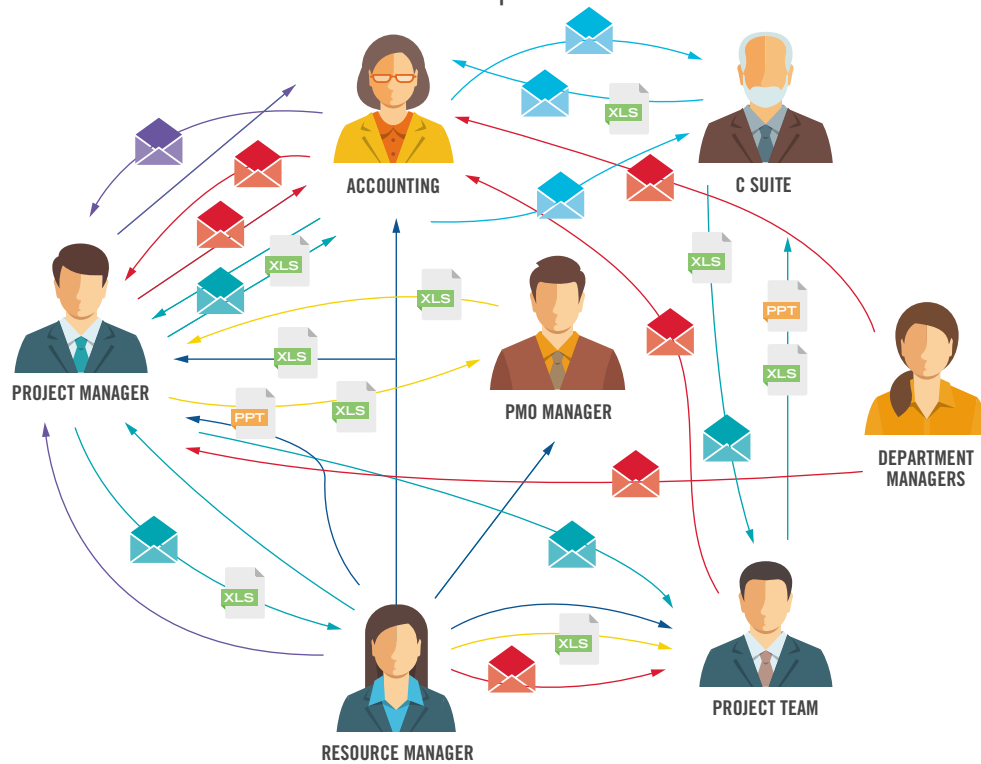 XLS
ACCOUNTING
C SUITE
XLS
XLS
XLS
PPT
XLS
XLS
PROJECT MANAGER
XLS
PPT
XLS
PMO MANAGER
DEPARTMENT
MANAGERS
XLS
XLS
PROJECT TEAM
RESOURCE MANAGER